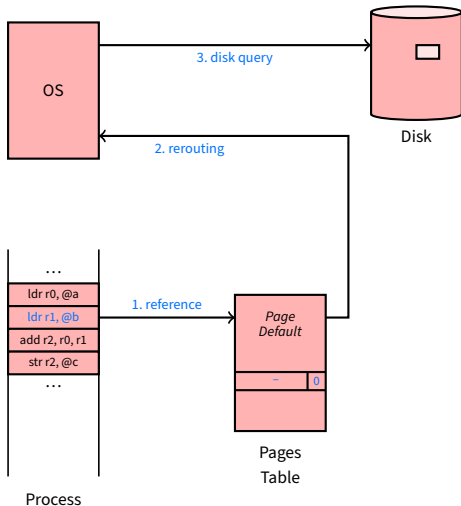 OS
3. disk query
Disk
2. rerouting
...
ldr r0, @a
ldr r1, @b
add r2, r0, r1
str r2, @c
...
1. reference
Page
Default
– 0
Pages
Table
Process